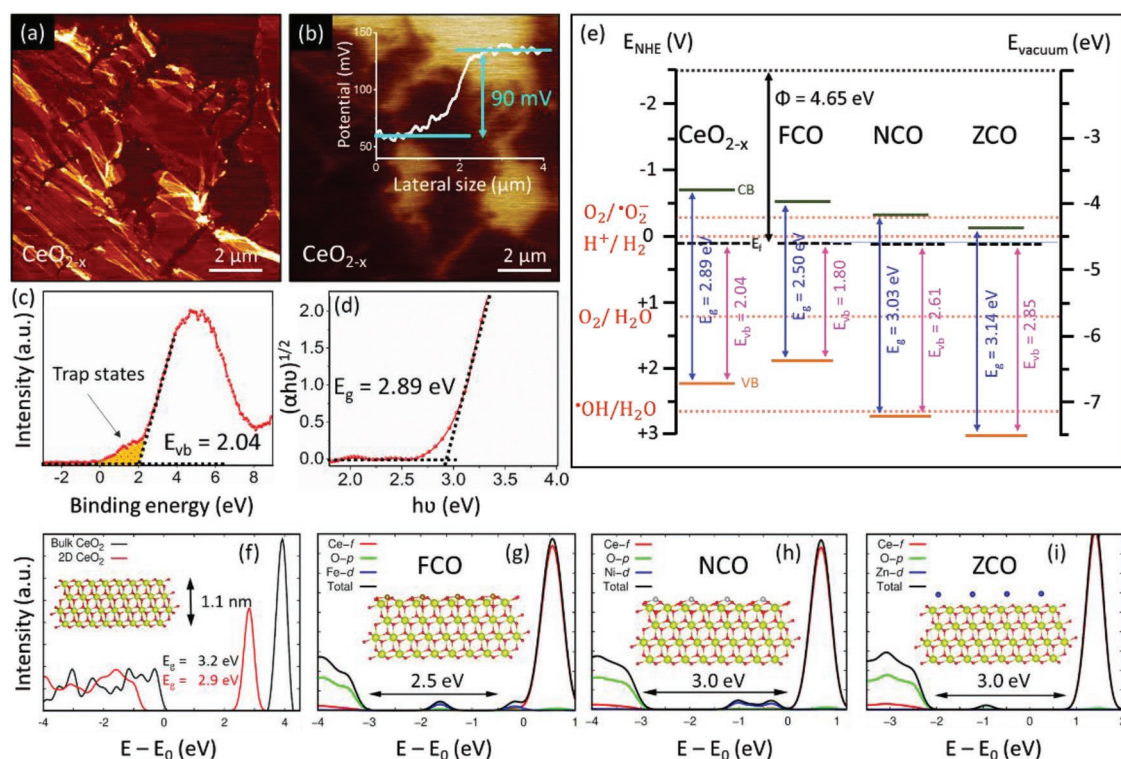 (a)
CeO2-x
2 μm
(b)
Potential (mV)
150
100
50
90 mV
0 2 4
Lateral size (μm)
CeO2-x
2 μm
(c)
Intensity (a.u.)
Trap states
Evb = 2.04
-2 0 2 4 6 8
Binding energy (eV)
(d)
(αhυ)1/2
2.0
1.5
1.0
0.5
0.0
Eg = 2.89 eV
2.0 2.5 3.0 3.5 4.0
hυ (eV)
(e)
ENHE (V)
Evacuum (eV)
-2
-1
0
+1
+2
+3
-3
-4
-5
-6
-7
Φ = 4.65 eV
CeO2-x FCO NCO ZCO
CB
O2/•O2−
H+/H2
Ef
O2/H2O
VB
•OH/H2O
Eg = 2.89 eV
Evb = 2.04
Eg = 2.50 eV
Evb = 1.80
Eg = 3.03 eV
Evb = 2.61
Eg = 3.14 eV
Evb = 2.85
Intensity (a.u.)
Bulk CeO2
2D CeO2
(f)
1.1 nm
Eg = 3.2 eV
Eg = 2.9 eV
-4 -2 0 2 4
E – E0 (eV)
Ce-f
O-p
Fe-d
Total
FCO
(g)
2.5 eV
-4 -3 -2 -1 0 1
E – E0 (eV)
Ce-f
O-p
Ni-d
Total
NCO
(h)
3.0 eV
-4 -3 -2 -1 0 1
E – E0 (eV)
Ce-f
O-p
Zn-d
Total
ZCO
(i)
3.0 eV
-3 -2 -1 0 1 2
E – E0 (eV)